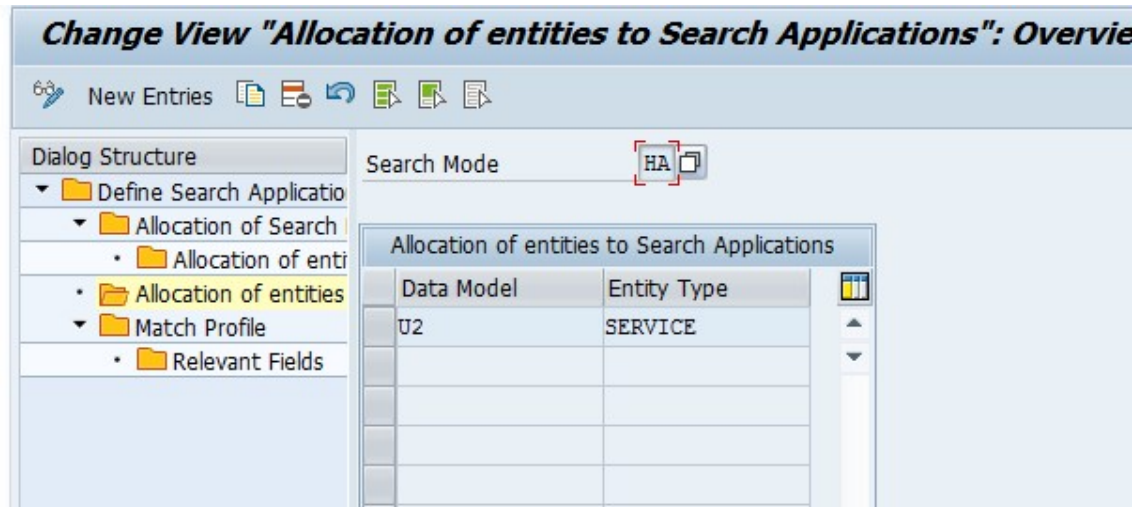 Change View "Allocation of entities to Search Applications": Overvie
New Entries
Dialog Structure
Define Search Applicatio
Allocation of Search
Allocation of enti
Allocation of entities
Match Profile
Relevant Fields
Search Mode HA
Allocation of entities to Search Applications
Data Model Entity Type
U2 SERVICE